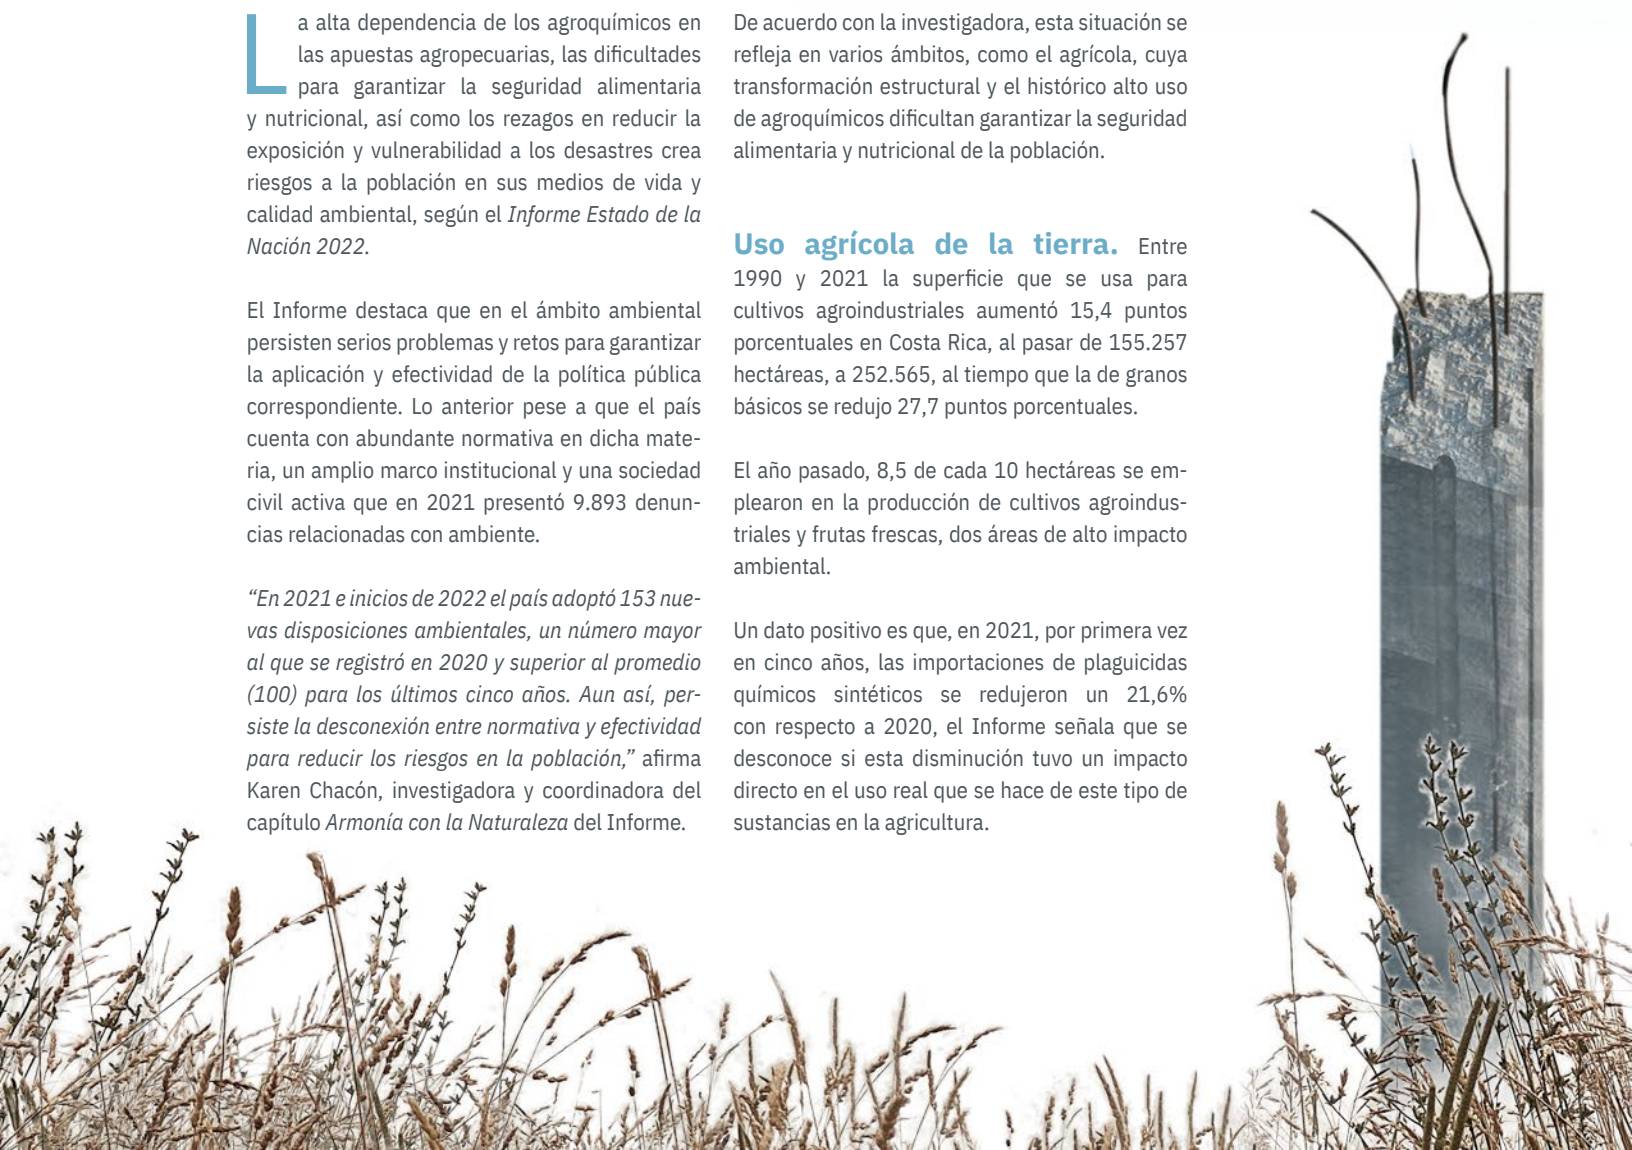 La alta dependencia de los agroquímicos en
las apuestas agropecuarias, las dificultades
para garantizar la seguridad alimentaria
y nutricional, así como los rezagos en reducir la
exposición y vulnerabilidad a los desastres crea
riesgos a la población en sus medios de vida y
calidad ambiental, según el Informe Estado de la
Nación 2022.
El Informe destaca que en el ámbito ambiental
persisten serios problemas y retos para garantizar
la aplicación y efectividad de la política pública
correspondiente. Lo anterior pese a que el país
cuenta con abundante normativa en dicha mate-
ria, un amplio marco institucional y una sociedad
civil activa que en 2021 presentó 9.893 denun-
cias relacionadas con ambiente.
“En 2021 e inicios de 2022 el país adoptó 153 nue-
vas disposiciones ambientales, un número mayor
al que se registró en 2020 y superior al promedio
(100) para los últimos cinco años. Aun así, per-
siste la desconexión entre normativa y efectividad
para reducir los riesgos en la población,” afirma
Karen Chacón, investigadora y coordinadora del
capítulo Armonía con la Naturaleza del Informe.
De acuerdo con la investigadora, esta situación se
refleja en varios ámbitos, como el agrícola, cuya
transformación estructural y el histórico alto uso
de agroquímicos dificultan garantizar la seguridad
alimentaria y nutricional de la población.
Uso agrícola de la tierra. Entre
1990 y 2021 la superficie que se usa para
cultivos agroindustriales aumentó 15,4 puntos
porcentuales en Costa Rica, al pasar de 155.257
hectáreas, a 252.565, al tiempo que la de granos
básicos se redujo 27,7 puntos porcentuales.
El año pasado, 8,5 de cada 10 hectáreas se em-
plearon en la producción de cultivos agroindus-
triales y frutas frescas, dos áreas de alto impacto
ambiental.
Un dato positivo es que, en 2021, por primera vez
en cinco años, las importaciones de plaguicidas
químicos sintéticos se redujeron un 21,6%
con respecto a 2020, el Informe señala que se
desconoce si esta disminución tuvo un impacto
directo en el uso real que se hace de este tipo de
sustancias en la agricultura.